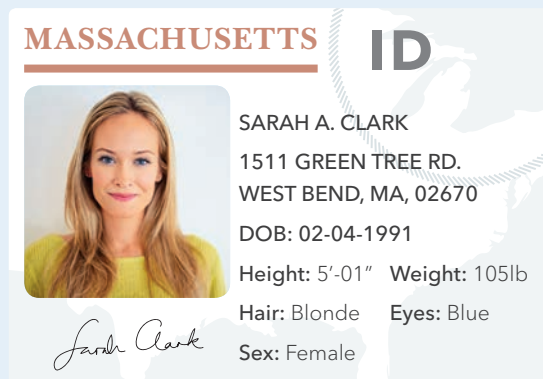 MASSACHUSETTS ID
SARAH A. CLARK
1511 GREEN TREE RD.
WEST BEND, MA, 02670
DOB: 02-04-1991
Height: 5'-01” Weight: 105lb
Hair: Blonde Eyes: Blue
Sex: Female
Sarah Clark